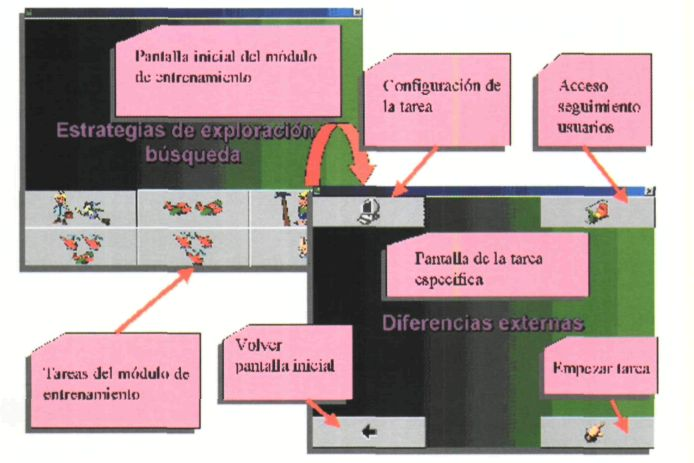 Pantalla inicial del módulo
de entrenamiento
Configuración de
la tarea
Acceso
seguimiento
usuarios
Estrategias de exploración
búsqueda
Pantalla de la tarea
específica
Diferencias externas
Tareas del módulo de
entrenamiento
Volver
pantalla inicial
Empezar tarea